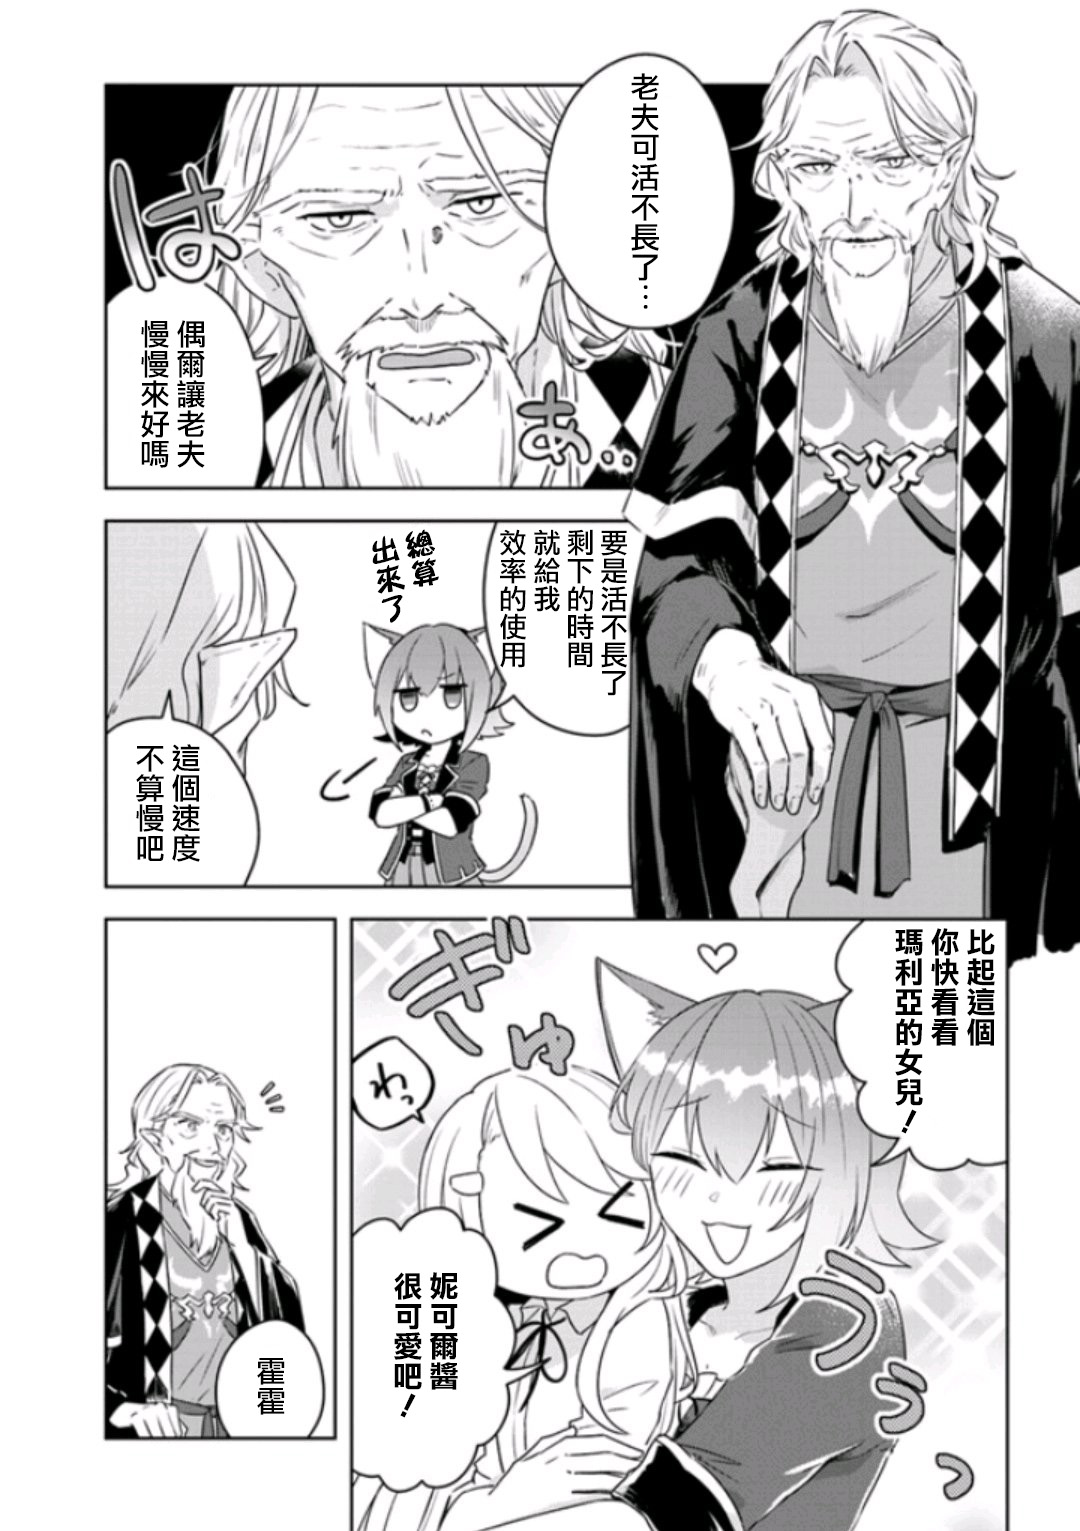 老夫可活不長了…
はぁ…
偶爾讓老夫
慢慢來好嗎
要是活不長了
剩下的時間
就給我
效率的使用
總算
出來了
這個速度
不算慢吧
比起這個
你快看看
瑪利亞的女兒！
ぎゅ
うう
わっ
妮可爾醬
很可愛吧！
霍霍